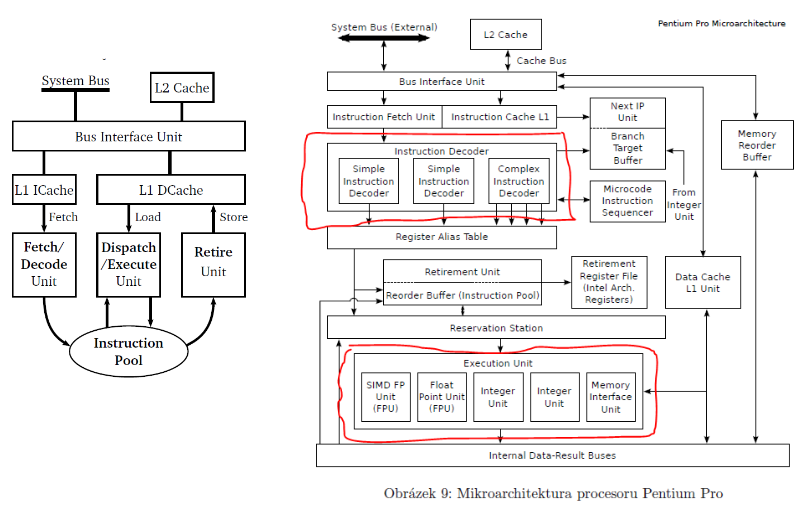 System Bus
L2 Cache
Bus Interface Unit
L1 ICache
L1 DCache
Fetch
Load
Store
Fetch/
Decode
Unit
Dispatch
/Execute
Unit
Retire
Unit
Instruction
Pool
Pentium Pro Microarchitecture
System Bus (External)
L2 Cache
Cache Bus
Bus Interface Unit
Instruction Fetch Unit
Instruction Cache L1
Next IP
Unit
Branch
Target
Buffer
Memory
Reorder
Buffer
Instruction Decoder
Simple
Instruction
Decoder
Simple
Instruction
Decoder
Complex
Instruction
Decoder
Microcode
Instruction
Sequencer
From
Integer
Unit
Register Alias Table
Retirement Unit
Reorder Buffer (Instruction Pool)
Retirement
Register File
(Intel Arch.
Registers)
Data Cache
L1 Unit
Reservation Station
Execution Unit
SIMD FP
Unit
(FPU)
Float
Point Unit
(FPU)
Integer
Unit
Integer
Unit
Memory
Interface
Unit
Internal Data-Result Buses
Obrázek 9: Mikroarchitektura procesoru Pentium Pro